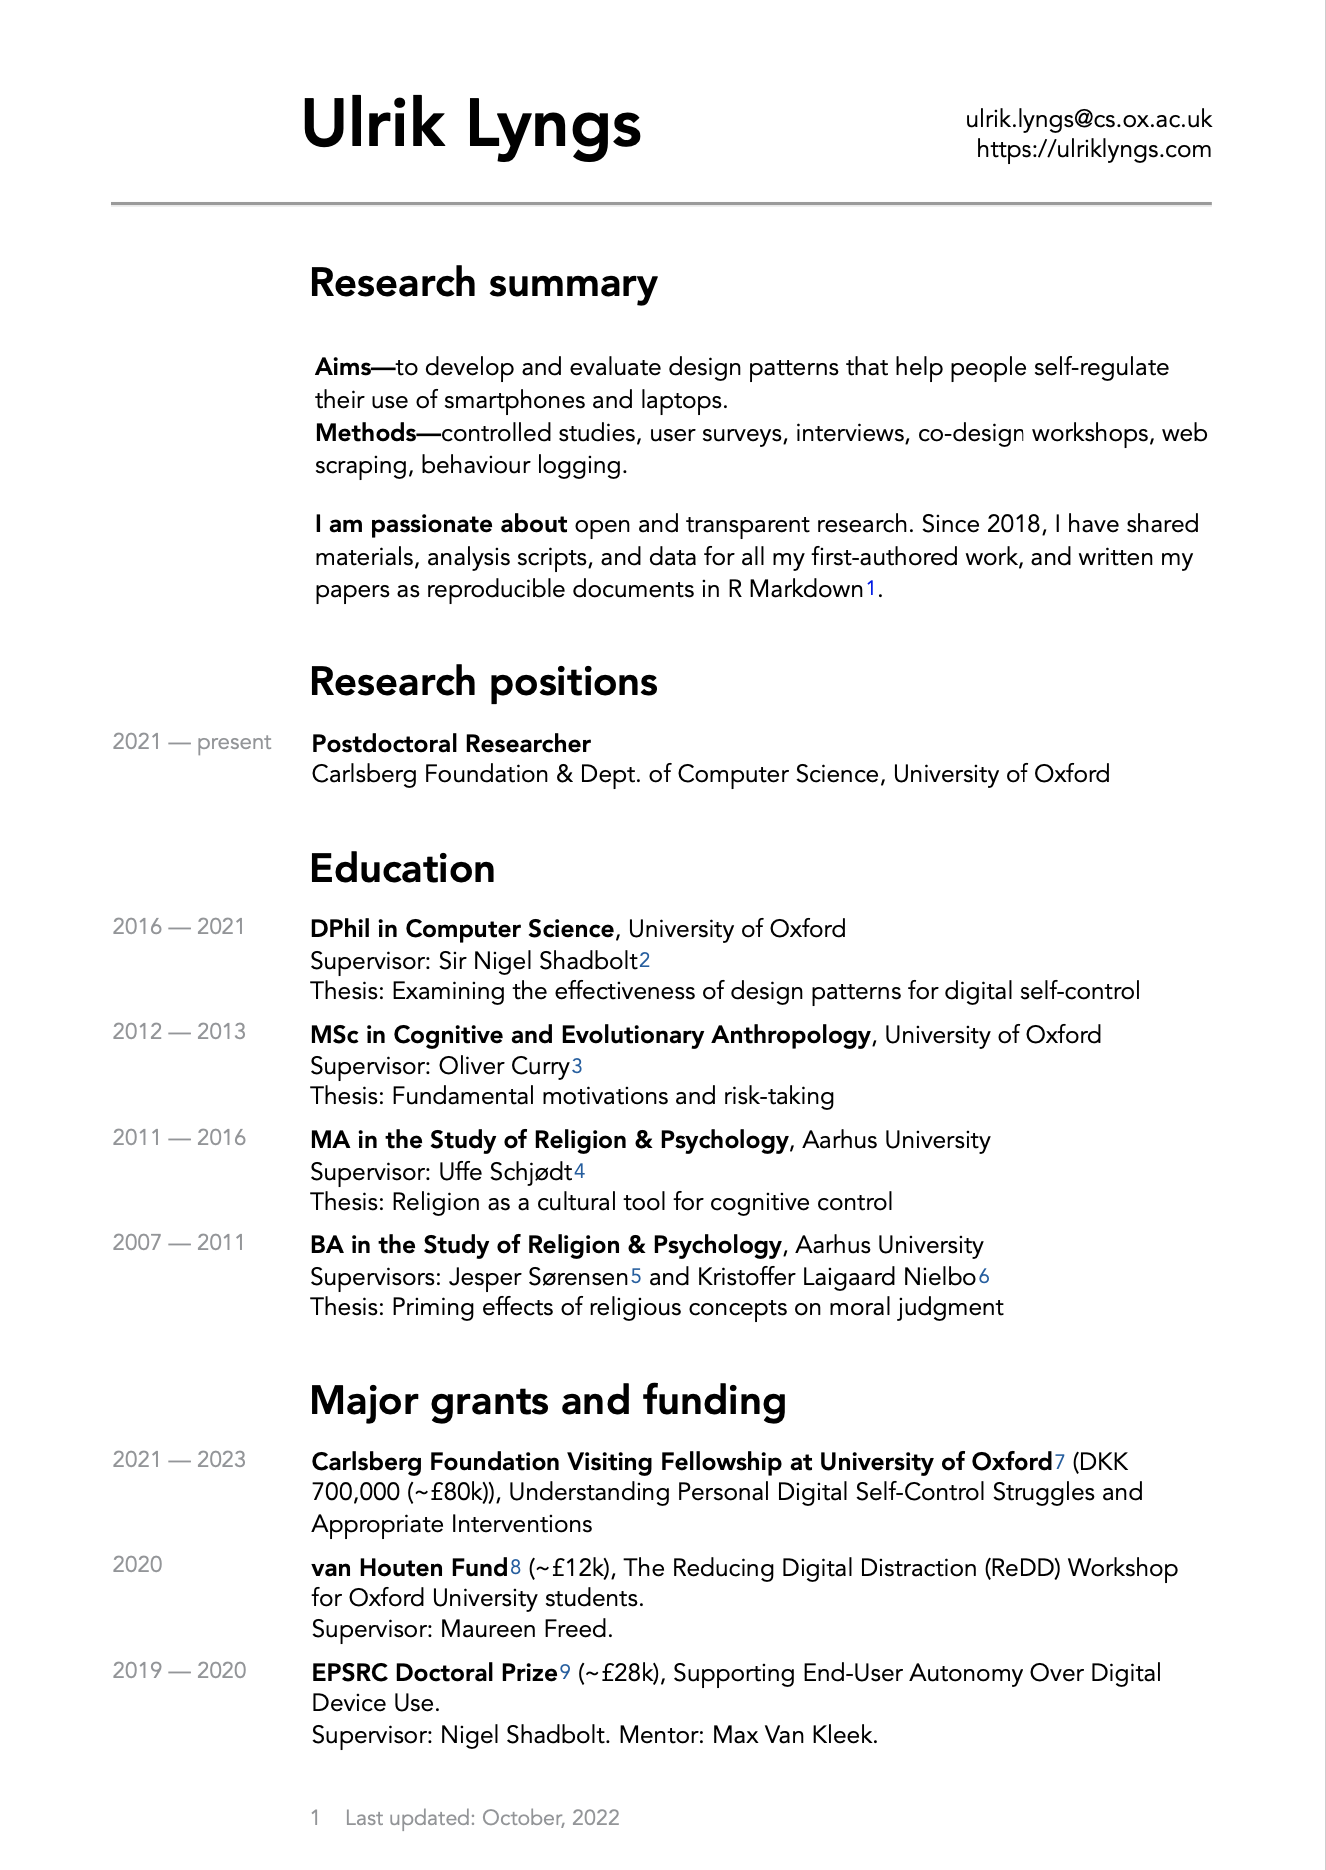 Ulrik Lyngs
ulrik.lyngs@cs.ox.ac.uk
https://ulriklyngs.com
Research summary
Aims—to develop and evaluate design patterns that help people self-regulate
their use of smartphones and laptops.
Methods—controlled studies, user surveys, interviews, co-design workshops, web
scraping, behaviour logging.
I am passionate about open and transparent research. Since 2018, I have shared
materials, analysis scripts, and data for all my first-authored work, and written my
papers as reproducible documents in R Markdown1.
Research positions
2021 — present Postdoctoral Researcher
Carlsberg Foundation & Dept. of Computer Science, University of Oxford
Education
2016 — 2021 DPhil in Computer Science, University of Oxford
Supervisor: Sir Nigel Shadbolt2
Thesis: Examining the effectiveness of design patterns for digital self-control
2012 — 2013 MSc in Cognitive and Evolutionary Anthropology, University of Oxford
Supervisor: Oliver Curry3
Thesis: Fundamental motivations and risk-taking
2011 — 2016 MA in the Study of Religion & Psychology, Aarhus University
Supervisor: Uffe Schjødt4
Thesis: Religion as a cultural tool for cognitive control
2007 — 2011 BA in the Study of Religion & Psychology, Aarhus University
Supervisors: Jesper Sørensen5 and Kristoffer Laigaard Nielbo6
Thesis: Priming effects of religious concepts on moral judgment
Major grants and funding
2021 — 2023 Carlsberg Foundation Visiting Fellowship at University of Oxford7 (DKK
700,000 (~£80k)), Understanding Personal Digital Self-Control Struggles and
Appropriate Interventions
2020 van Houten Fund8 (~£12k), The Reducing Digital Distraction (ReDD) Workshop
for Oxford University students.
Supervisor: Maureen Freed.
2019 — 2020 EPSRC Doctoral Prize9 (~£28k), Supporting End-User Autonomy Over Digital
Device Use.
Supervisor: Nigel Shadbolt. Mentor: Max Van Kleek.
1 Last updated: October, 2022